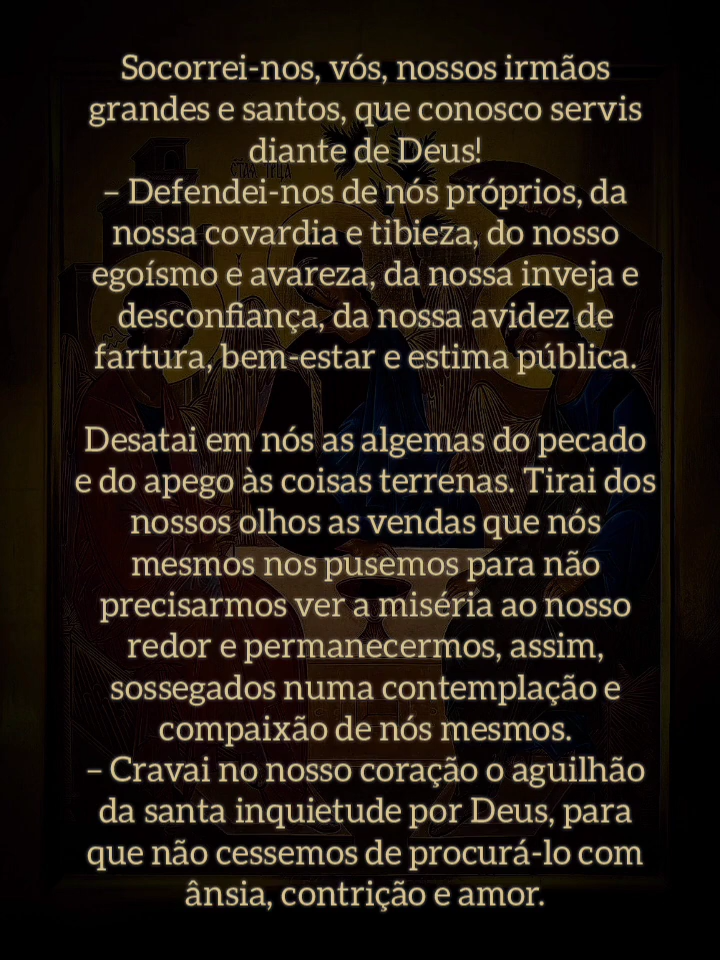 Socorrei-nos, vós, nossos irmãos
grandes e santos, que conosco servis
diante de Deus!
– Defendei-nos de nós próprios, da
nossa covardia e tibieza, do nosso
egoísmo e avareza, da nossa inveja e
desconfiança, da nossa avidez de
fartura, bem-estar e estima pública.
Desatai em nós as algemas do pecado
e do apego às coisas terrenas. Tirai dos
nossos olhos as vendas que nós
mesmos nos pusemos para não
precisarmos ver a miséria ao nosso
redor e permanecermos, assim,
sossegados numa contemplação e
compaixão de nós mesmos.
– Cravai no nosso coração o aguilhão
da santa inquietude por Deus, para
que não cessemos de procurá-lo com
ânsia, contrição e amor.